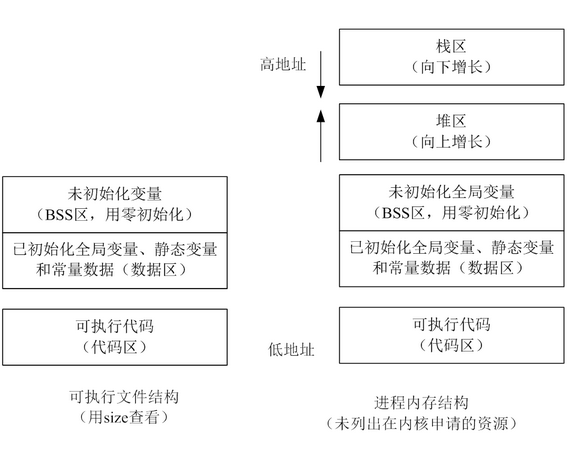 高地址
栈区
（向下增长）
堆区
（向上增长）
未初始化变量
（BSS区，用零初始化）
已初始化全局变量、静态变量
和常量数据（数据区）
可执行代码
（代码区）
可执行文件结构
（用size查看）
未初始化全局变量
（BSS区，用零初始化）
已初始化全局变量、静态变量
和常量数据（数据区）
低地址
可执行代码
（代码区）
进程内存结构
（未列出在内核申请的资源）